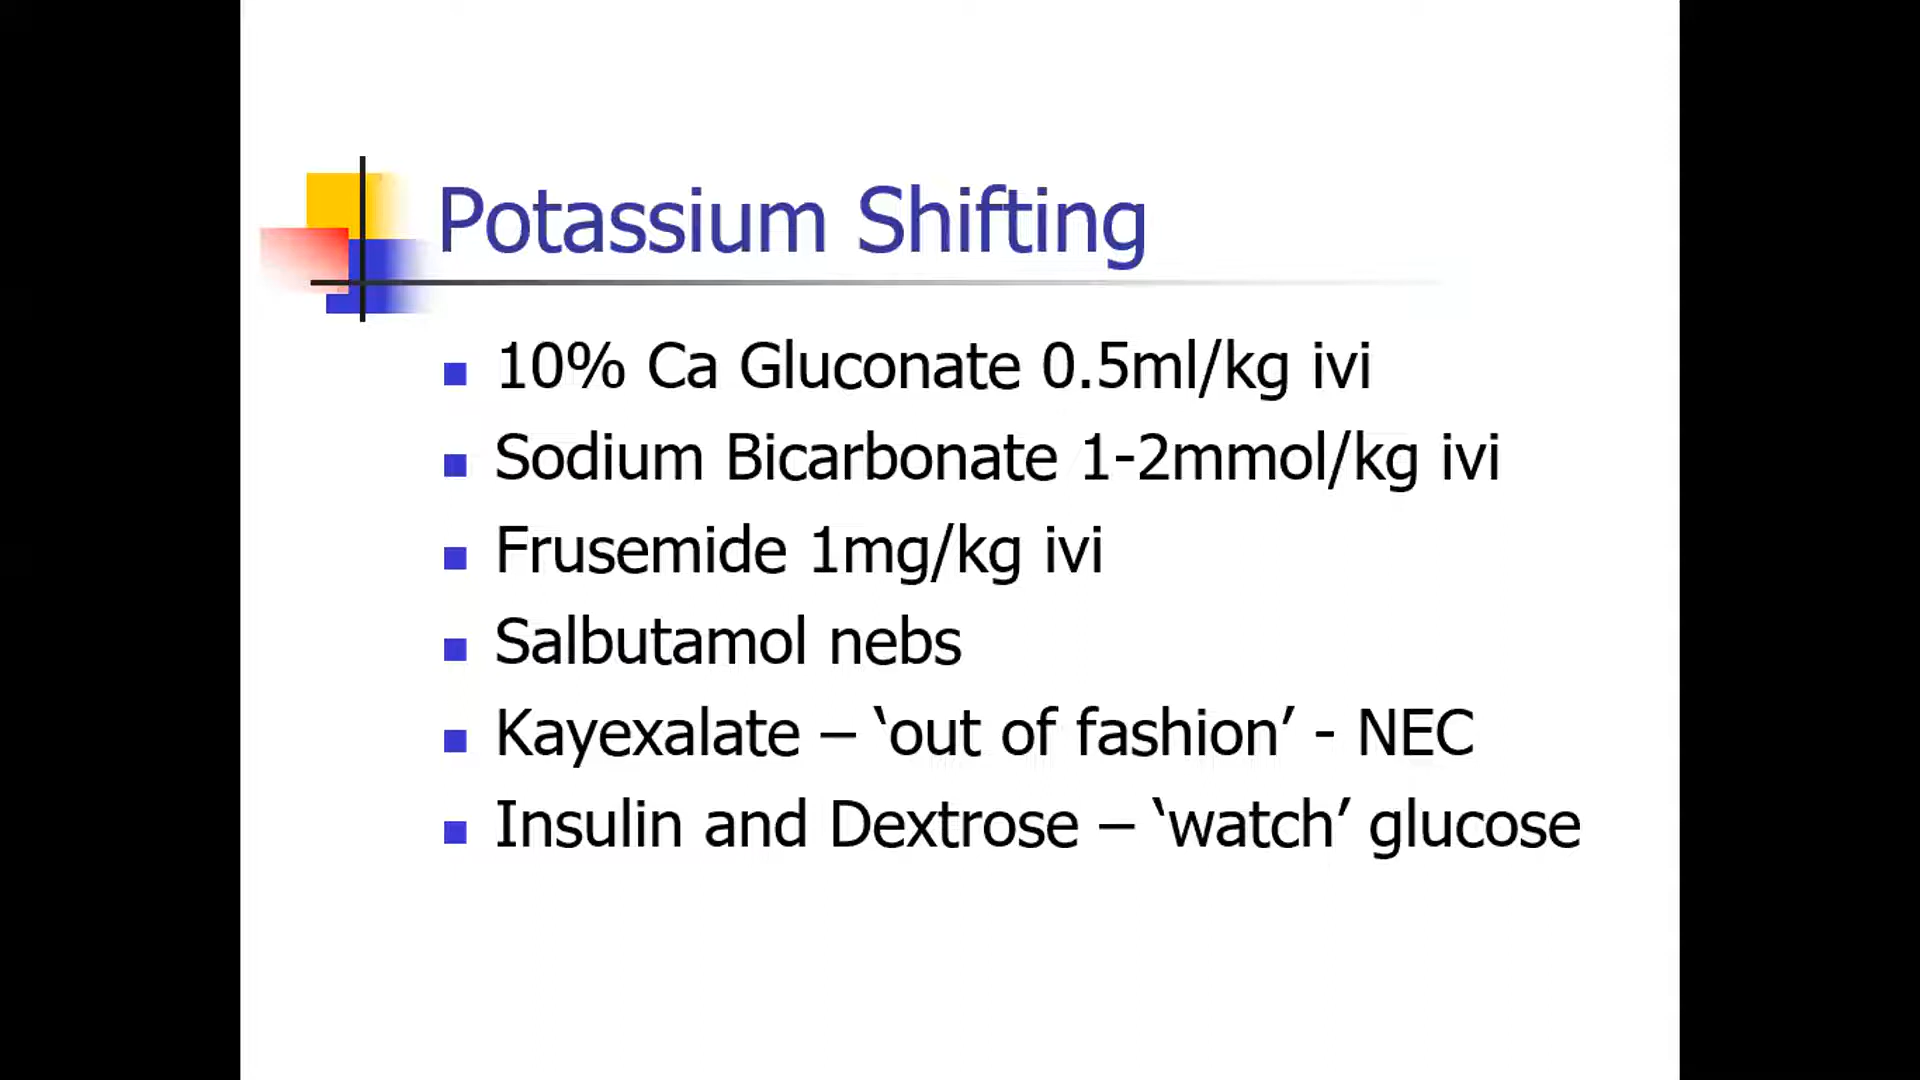 Potassium Shifting
10% Ca Gluconate 0.5ml/kg ivi
Sodium Bicarbonate 1-2mmol/kg ivi
Frusemide 1mg/kg ivi
Salbutamol nebs
Kayexalate – ‘out of fashion’ - NEC
Insulin and Dextrose – ‘watch’ glucose